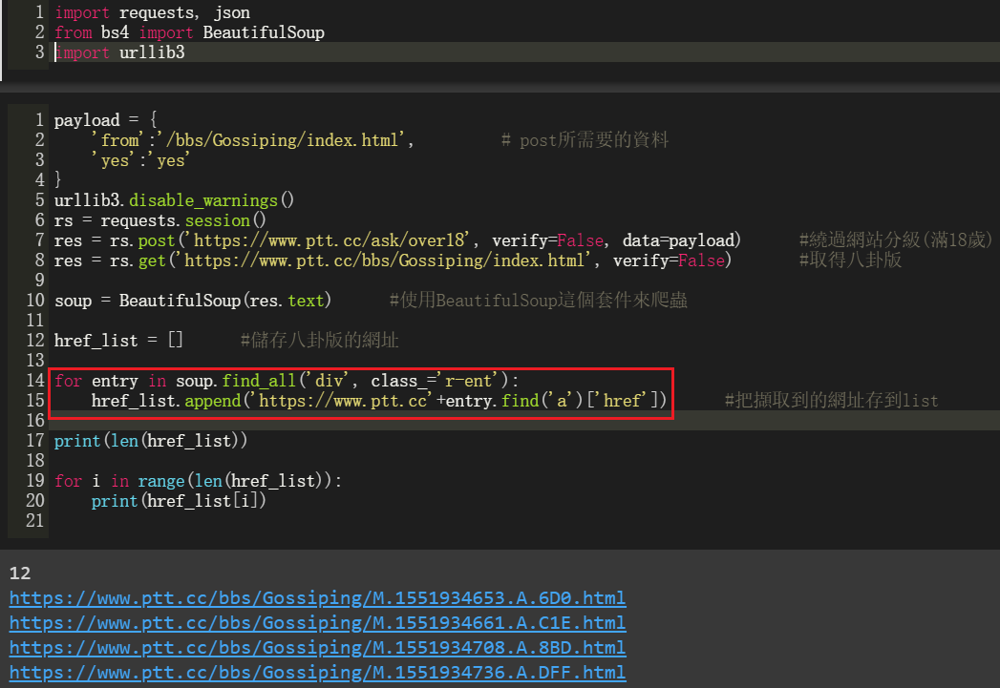 1 import requests, json
2 from bs4 import BeautifulSoup
3 import urllib3
1 payload = {
2     'from':'/bbs/Gossiping/index.html',          # post所需要的資料
3     'yes':'yes'
4 }
5 urllib3.disable_warnings()
6 rs = requests.session()
7 res = rs.post('https://www.ptt.cc/ask/over18', verify=False, data=payload)      #繞過網站分級(滿18歲)
8 res = rs.get('https://www.ptt.cc/bbs/Gossiping/index.html', verify=False)       #取得八卦版
9
10 soup = BeautifulSoup(res.text)      #使用BeautifulSoup這個套件來爬蟲
11
12 href_list = []      #儲存八卦版的網址
13
14 for entry in soup.find_all('div', class_='r-ent'):
15     href_list.append('https://www.ptt.cc'+entry.find('a')['href'])      #把擷取到的網址存到list
16
17 print(len(href_list))
18
19 for i in range(len(href_list)):
20     print(href_list[i])
21
12
https://www.ptt.cc/bbs/Gossiping/M.1551934653.A.6D0.html
https://www.ptt.cc/bbs/Gossiping/M.1551934661.A.C1E.html
https://www.ptt.cc/bbs/Gossiping/M.1551934708.A.8BD.html
https://www.ptt.cc/bbs/Gossiping/M.1551934736.A.DFF.html